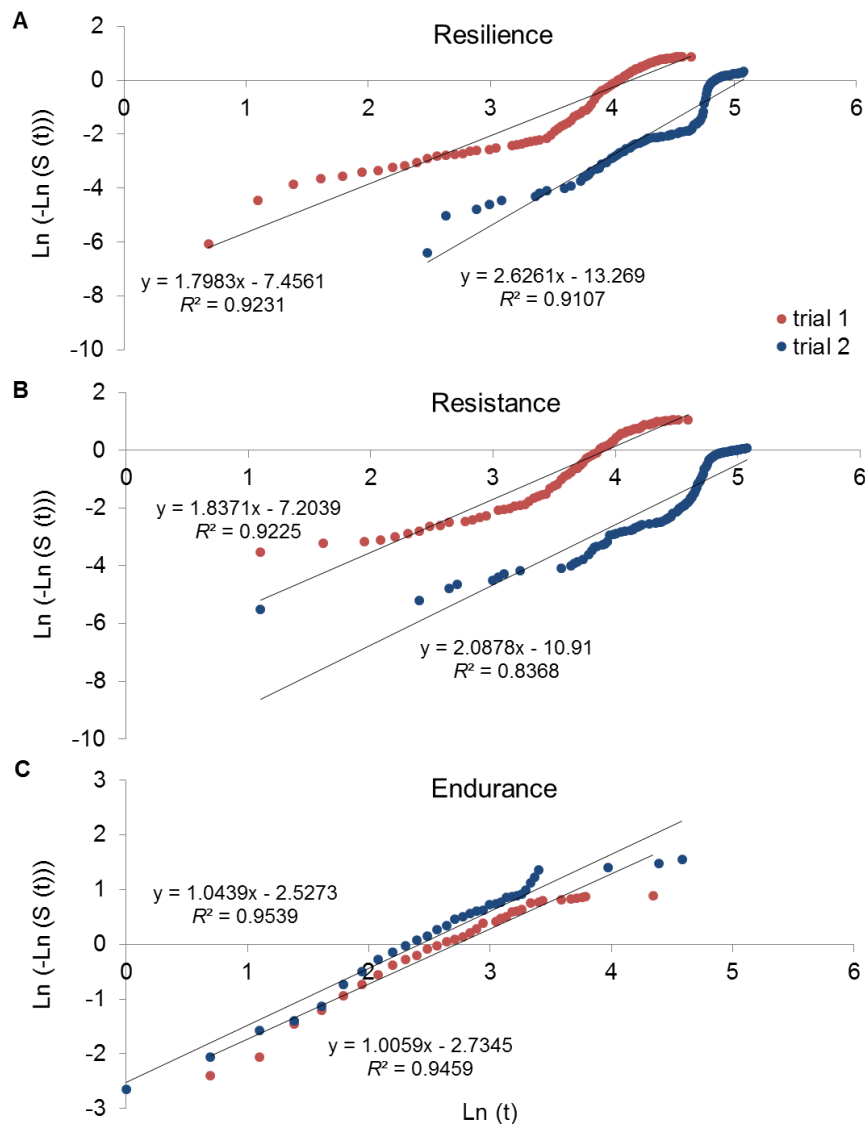 A
Resilience
2
0
-2
-4
-6
-8
-10
0
1
2
3
4
5
6
Ln (-Ln (S (t)))
y = 1.7983x - 7.4561
R² = 0.9231
y = 2.6261x - 13.269
R² = 0.9107
trial 1
trial 2
B
Resistance
2
0
-2
-4
-6
-8
-10
0
1
2
3
4
5
6
Ln (-Ln (S (t)))
y = 1.8371x - 7.2039
R² = 0.9225
y = 2.0878x - 10.91
R² = 0.8368
C
Endurance
3
2
1
0
-1
-2
-3
0
1
2
3
4
5
6
Ln (-Ln (S (t)))
y = 1.0439x - 2.5273
R² = 0.9539
y = 1.0059x - 2.7345
R² = 0.9459
Ln (t)